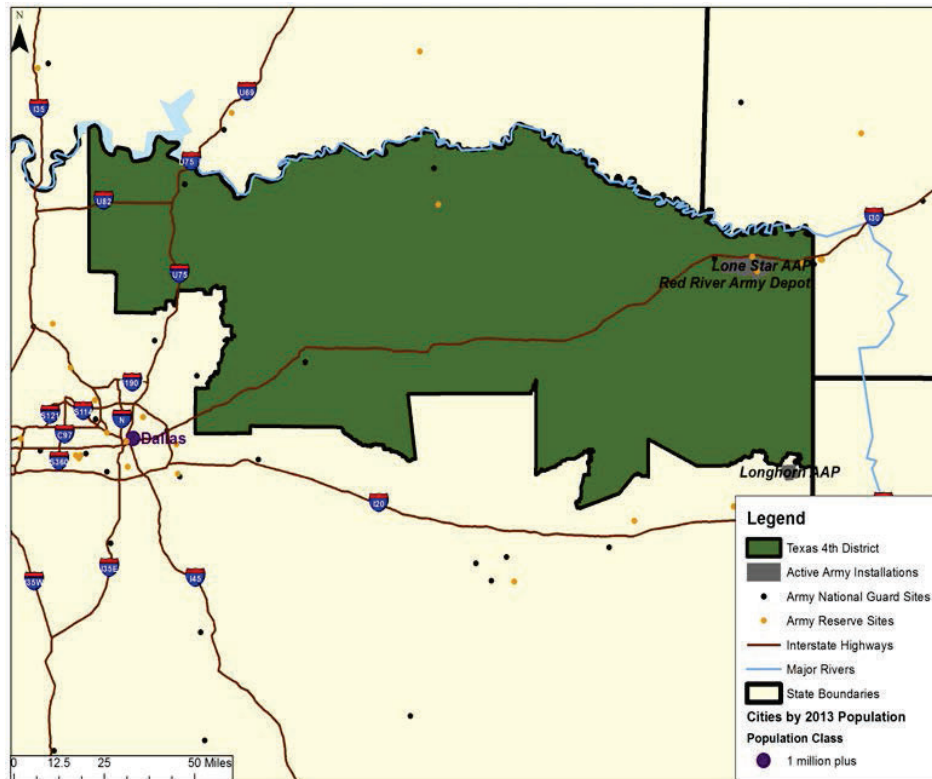 N
U69
I35
U75
U82
I30
U75
Lone Star AAP
Red River Army Depot
I90
S121
S114
N
C97
Dallas
S360
Longhorn AAP
I20
I35W
I35E
I45
Legend
Texas 4th District
Active Army Installations
Army National Guard Sites
Army Reserve Sites
Interstate Highways
Major Rivers
State Boundaries
Cities by 2013 Population
Population Class
1 million plus
0 12.5 25 50 Miles